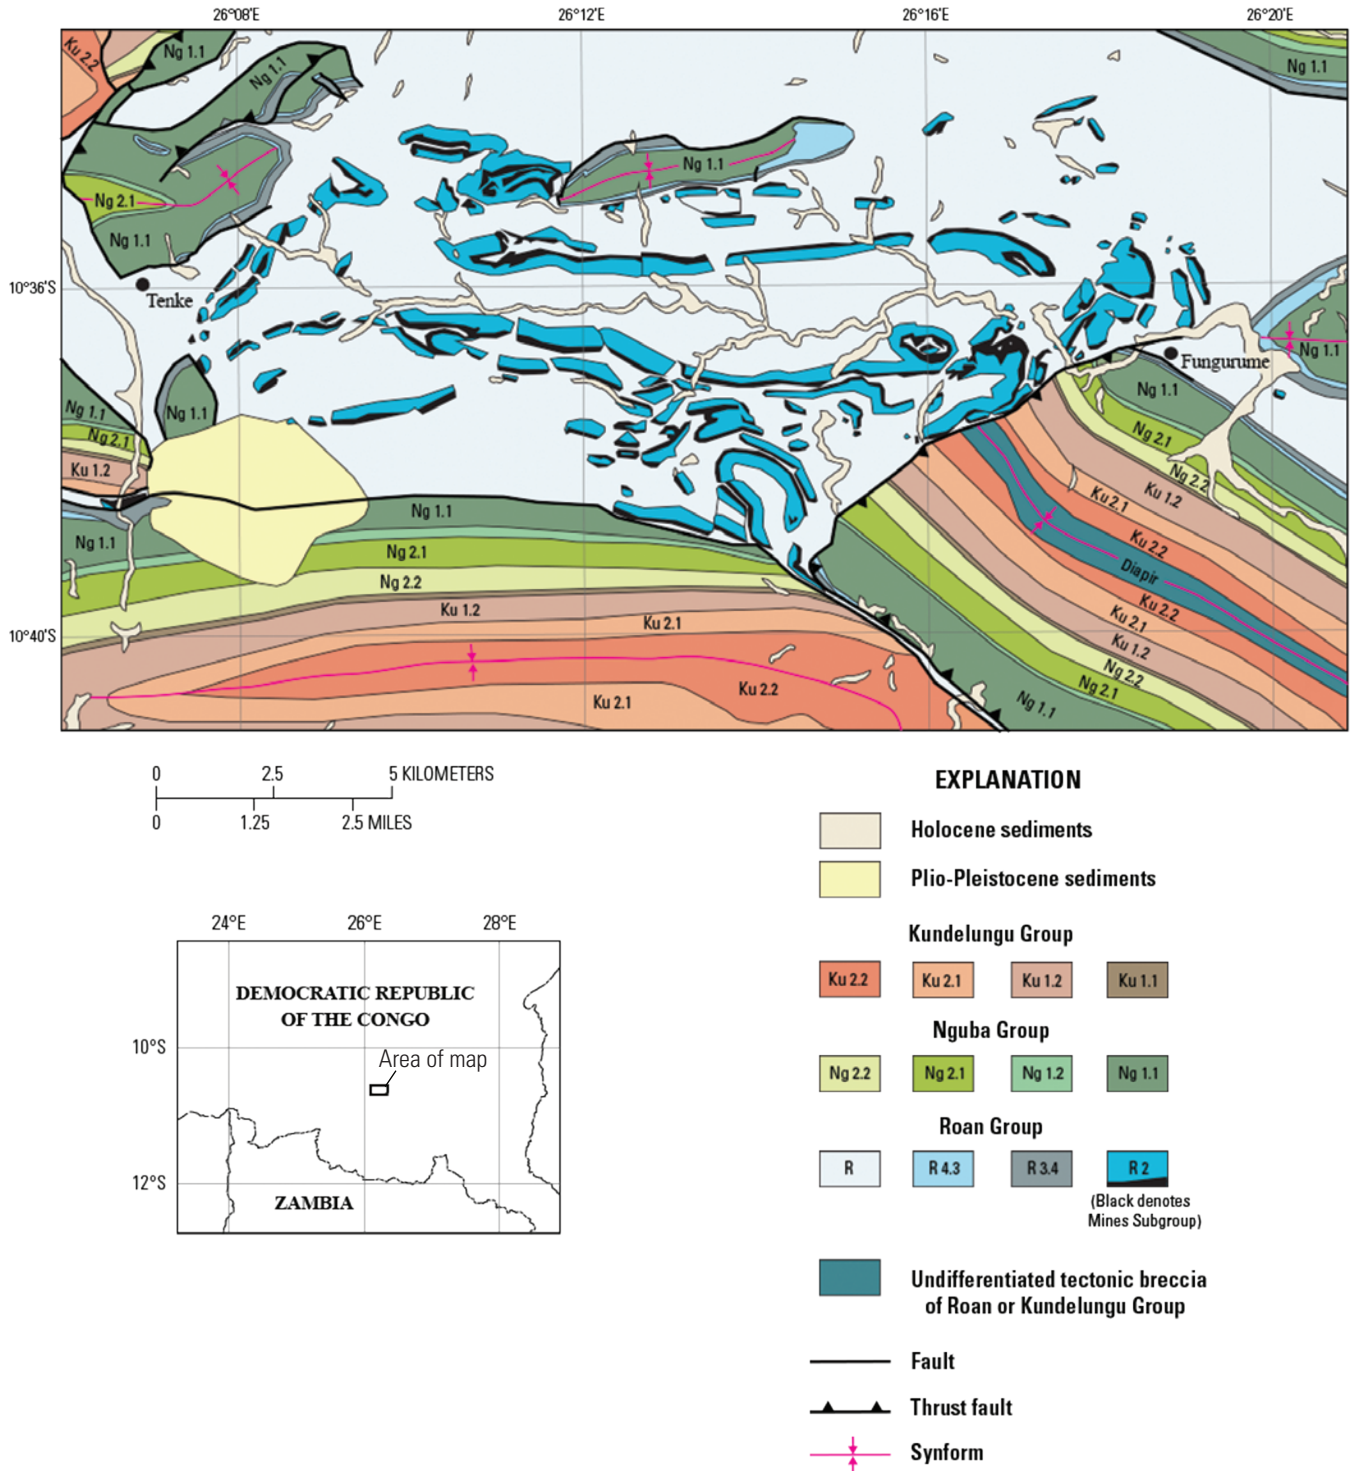 26°08'E 26°12'E 26°16'E 26°20'E
Ku 2.2
Ng 1.1
Ng 1.1
Ng 1.1
Ng 1.1
Ng 2.1
Ng 1.1
10°36'S
Tenke
Fungurume
Ng 1.1
Ng 1.1
Ng 1.1
Ng 1.1
Ng 2.1
Ng 2.1
Ku 1.2
Ng 2.2
Ku 1.2
Ku 2.1
Ng 1.1
Ng 1.1
Ku 2.2
Ng 2.1
Diapir
Ng 2.2
Ku 2.2
Ku 1.2
Ku 2.1
Ku 2.1
10°40'S
Ku 1.2
Ng 2.2
Ku 2.2
Ng 2.1
Ku 2.1
Ng 1.1
0 2.5 5 KILOMETERS
0 1.25 2.5 MILES
EXPLANATION
Holocene sediments
Plio-Pleistocene sediments
Kundelungu Group
Ku 2.2 Ku 2.1 Ku 1.2 Ku 1.1
Nguba Group
Ng 2.2 Ng 2.1 Ng 1.2 Ng 1.1
Roan Group
R R 4.3 R 3.4 R 2
(Black denotes
Mines Subgroup)
Undifferentiated tectonic breccia
of Roan or Kundelungu Group
Fault
Thrust fault
Synform
24°E 26°E 28°E
DEMOCRATIC REPUBLIC
OF THE CONGO
10°S
Area of map
12°S
ZAMBIA